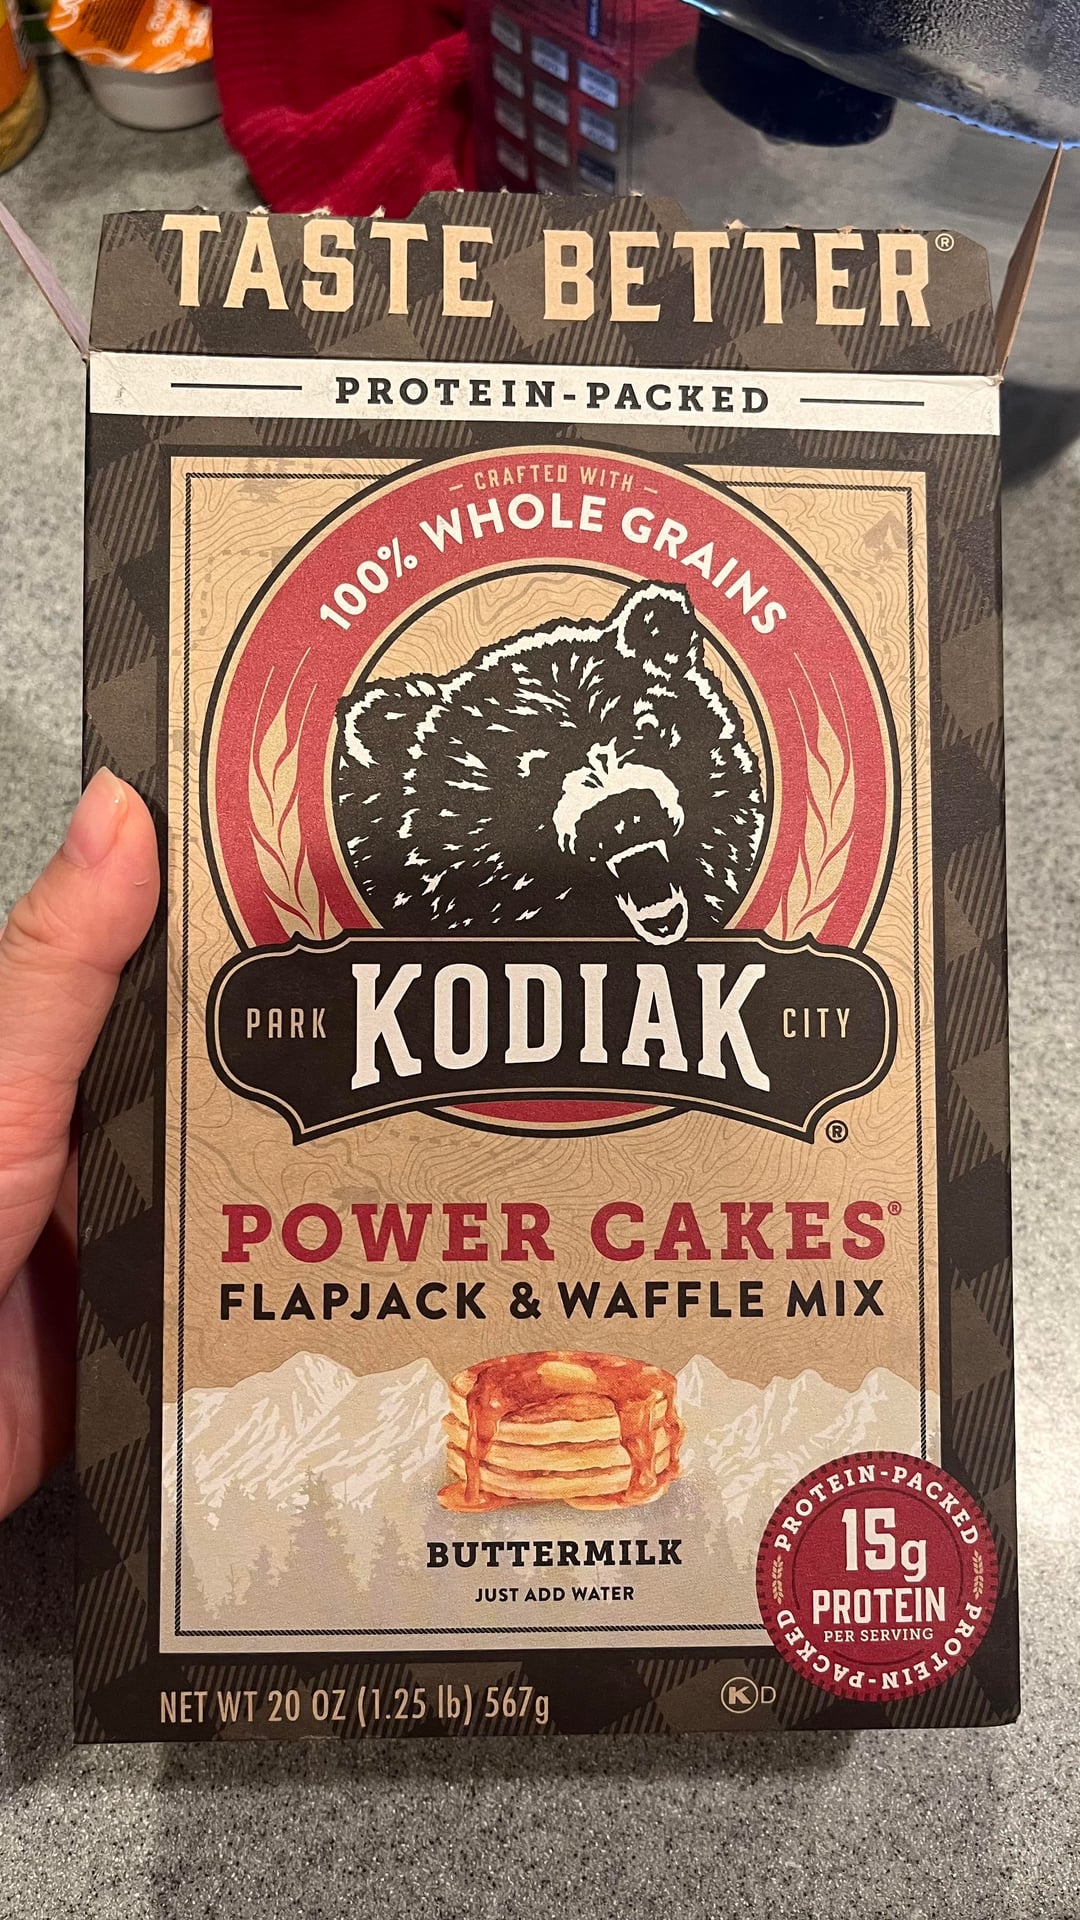 TASTE BETTER®
PROTEIN-PACKED
CRAFTED WITH
100% WHOLE GRAINS
PARK KODIAK CITY ®
POWER CAKES®
FLAPJACK & WAFFLE MIX
BUTTERMILK
JUST ADD WATER
PROTEIN-PACKED
15g
PROTEIN
PER SERVING
PROTEIN-PACKED
NET WT 20 OZ (1.25 lb) 567g
K D